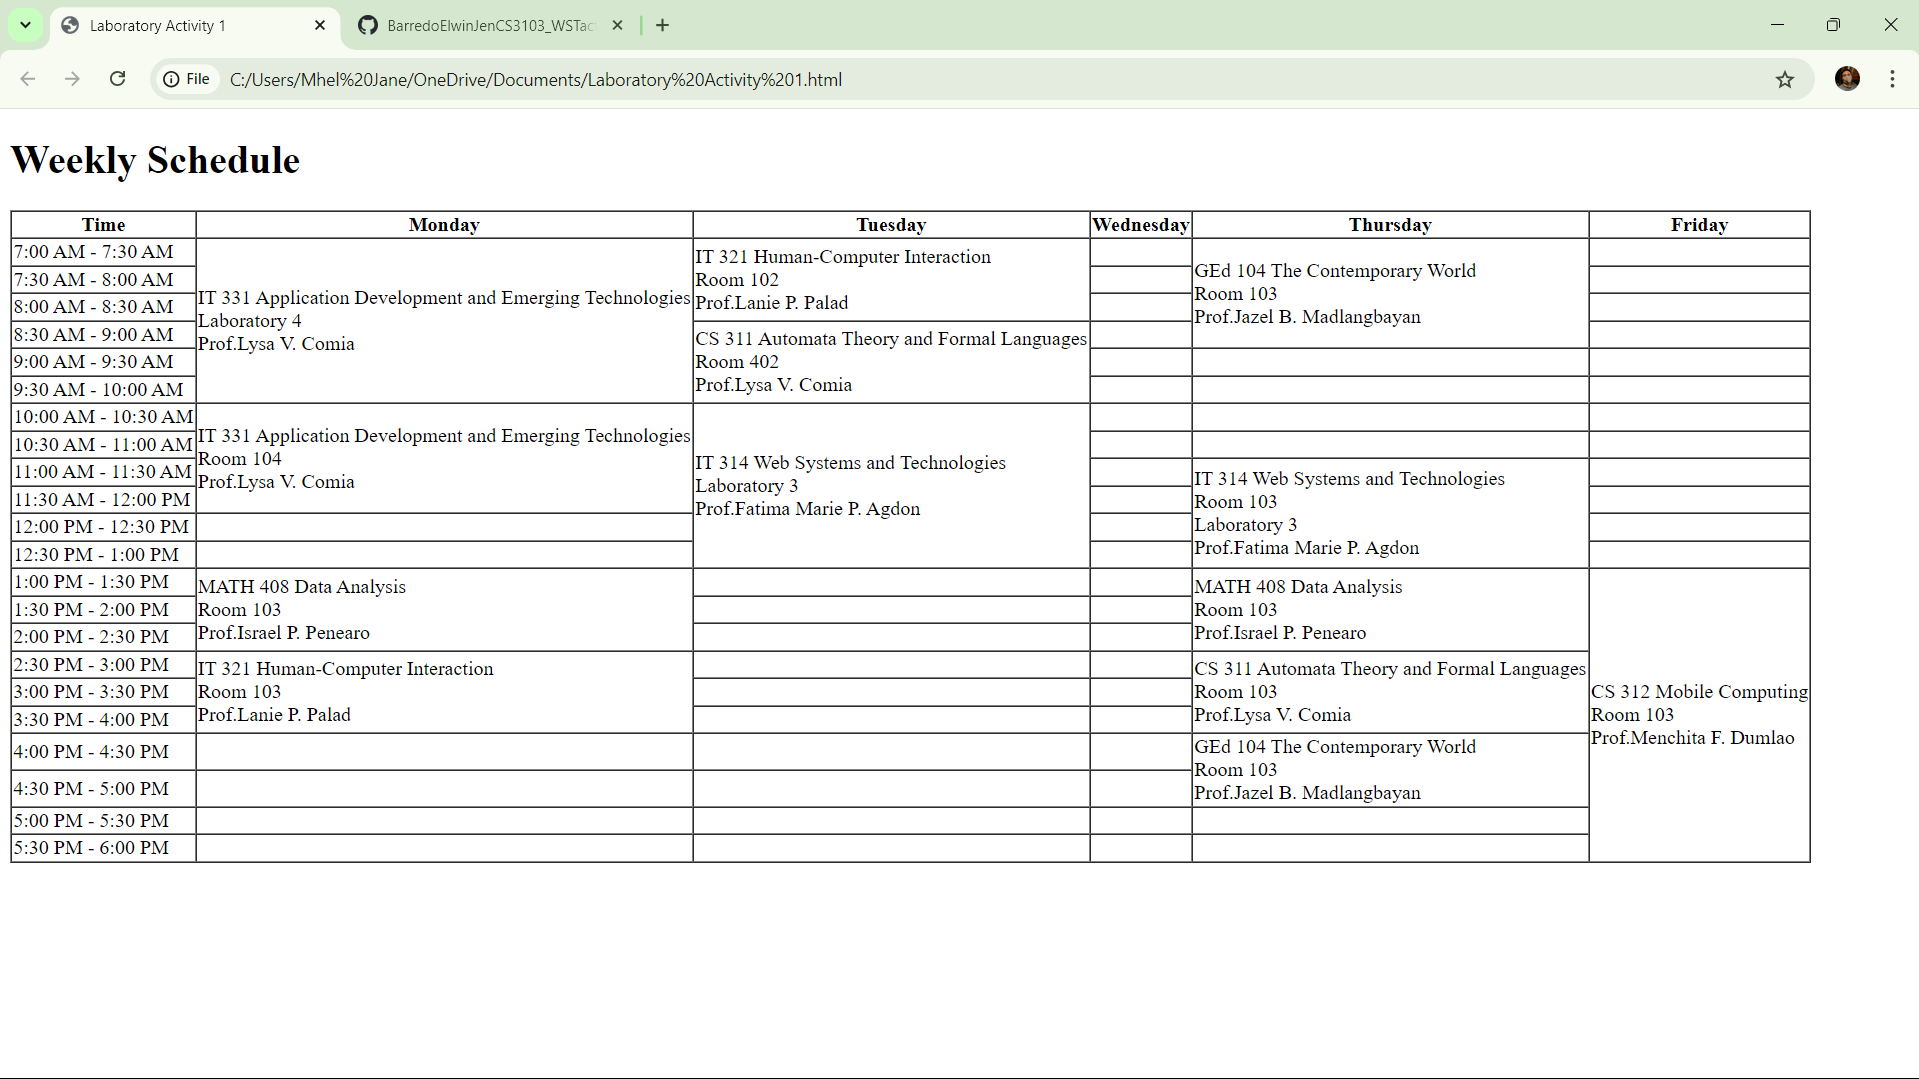 Laboratory Activity 1
BarredoElwinJenCS3103_WSTac
File
C:/Users/Mhel%20Jane/OneDrive/Documents/Laboratory%20Activity%201.html
Weekly Schedule
Time Monday Tuesday Wednesday Thursday Friday
7:00 AM - 7:30 AM
7:30 AM - 8:00 AM
8:00 AM - 8:30 AM
8:30 AM - 9:00 AM
9:00 AM - 9:30 AM
9:30 AM - 10:00 AM
10:00 AM - 10:30 AM
10:30 AM - 11:00 AM
11:00 AM - 11:30 AM
11:30 AM - 12:00 PM
12:00 PM - 12:30 PM
12:30 PM - 1:00 PM
1:00 PM - 1:30 PM
1:30 PM - 2:00 PM
2:00 PM - 2:30 PM
2:30 PM - 3:00 PM
3:00 PM - 3:30 PM
3:30 PM - 4:00 PM
4:00 PM - 4:30 PM
4:30 PM - 5:00 PM
5:00 PM - 5:30 PM
5:30 PM - 6:00 PM
IT 331 Application Development and Emerging Technologies
Laboratory 4
Prof.Lysa V. Comia
IT 331 Application Development and Emerging Technologies
Room 104
Prof.Lysa V. Comia
MATH 408 Data Analysis
Room 103
Prof.Israel P. Penearo
IT 321 Human-Computer Interaction
Room 103
Prof.Lanie P. Palad
IT 321 Human-Computer Interaction
Room 102
Prof.Lanie P. Palad
CS 311 Automata Theory and Formal Languages
Room 402
Prof.Lysa V. Comia
IT 314 Web Systems and Technologies
Laboratory 3
Prof.Fatima Marie P. Agdon
GEd 104 The Contemporary World
Room 103
Prof.Jazel B. Madlangbayan
IT 314 Web Systems and Technologies
Room 103
Laboratory 3
Prof.Fatima Marie P. Agdon
MATH 408 Data Analysis
Room 103
Prof.Israel P. Penearo
CS 311 Automata Theory and Formal Languages
Room 103
Prof.Lysa V. Comia
GEd 104 The Contemporary World
Room 103
Prof.Jazel B. Madlangbayan
CS 312 Mobile Computing
Room 103
Prof.Menchita F. Dumlao